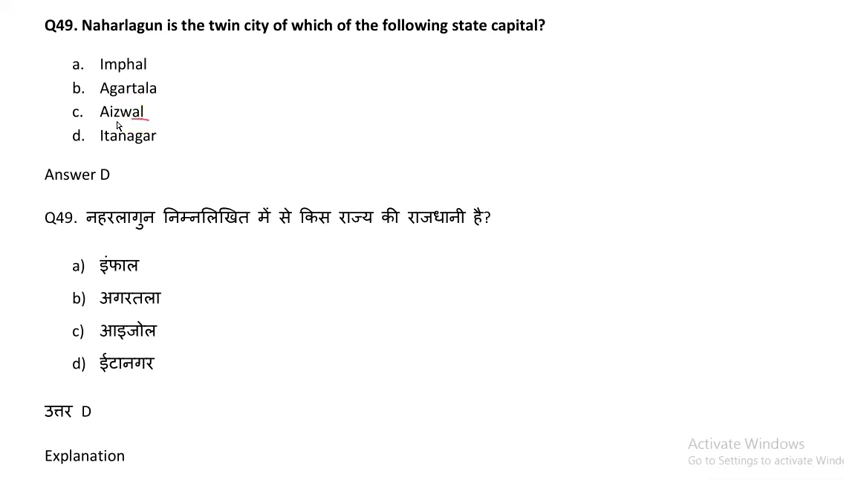 Q49. Naharlagun is the twin city of which of the following state capital?
a. Imphal
b. Agartala
c. Aizwal
d. Itanagar
Answer D
Q49. नहरलागुन निम्नलिखित में से किस राज्य की राजधानी है?
a) इंफाल
b) अगरतला
c) आइजोल
d) ईटानगर
उत्तर D
Explanation
Activate Windows
Go to Settings to activate Winde